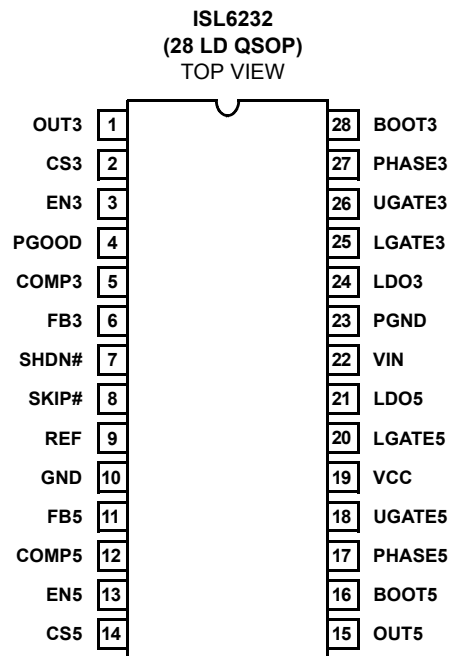 ISL6232
(28 LD QSOP)
TOP VIEW
OUT3 1 28 BOOT3
CS3 2 27 PHASE3
EN3 3 26 UGATE3
PGOOD 4 25 LGATE3
COMP3 5 24 LDO3
FB3 6 23 PGND
SHDN# 7 22 VIN
SKIP# 8 21 LDO5
REF 9 20 LGATE5
GND 10 19 VCC
FB5 11 18 UGATE5
COMP5 12 17 PHASE5
EN5 13 16 BOOT5
CS5 14 15 OUT5